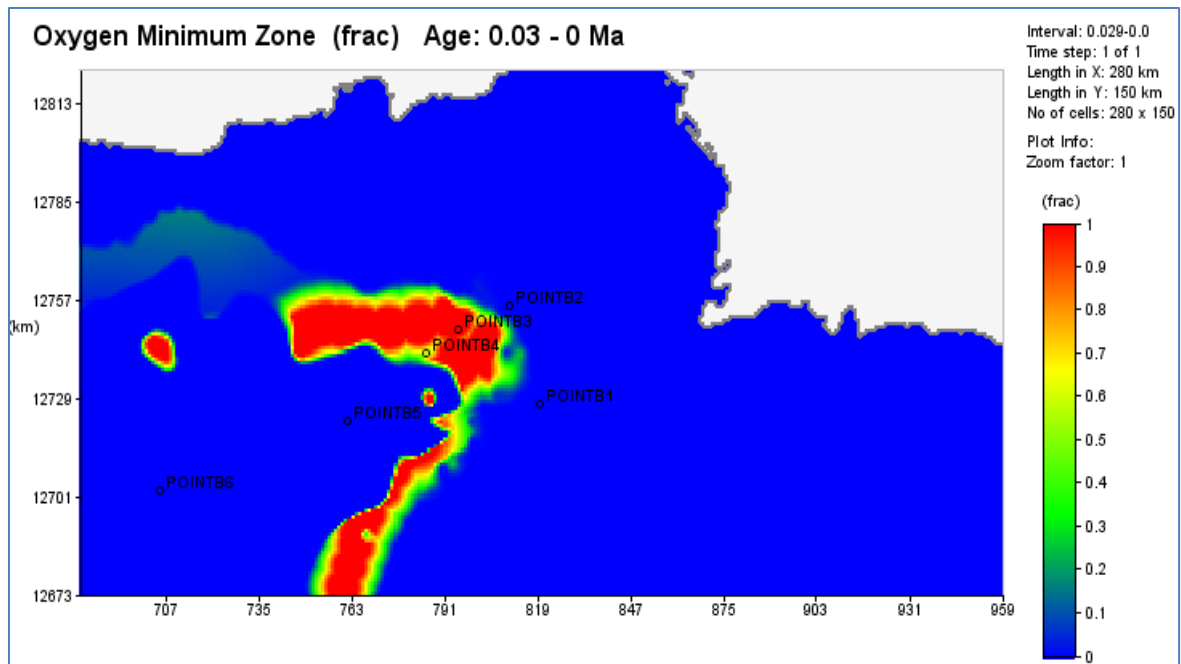 Oxygen Minimum Zone (frac) Age: 0.03 - 0 Ma
Interval: 0.029-0.0
Time step: 1 of 1
Length in X: 280 km
Length in Y: 150 km
No of cells: 280 x 150
Plot Info:
Zoom factor: 1
12813
12785
12757
(km)
12729
12701
12673
POINTB2
POINTB3
POINTB4
POINTB1
POINTB5
POINTB6
707 735 763 791 819 847 875 903 931 959
(frac)
1
0.9
0.8
0.7
0.6
0.5
0.4
0.3
0.2
0.1
0